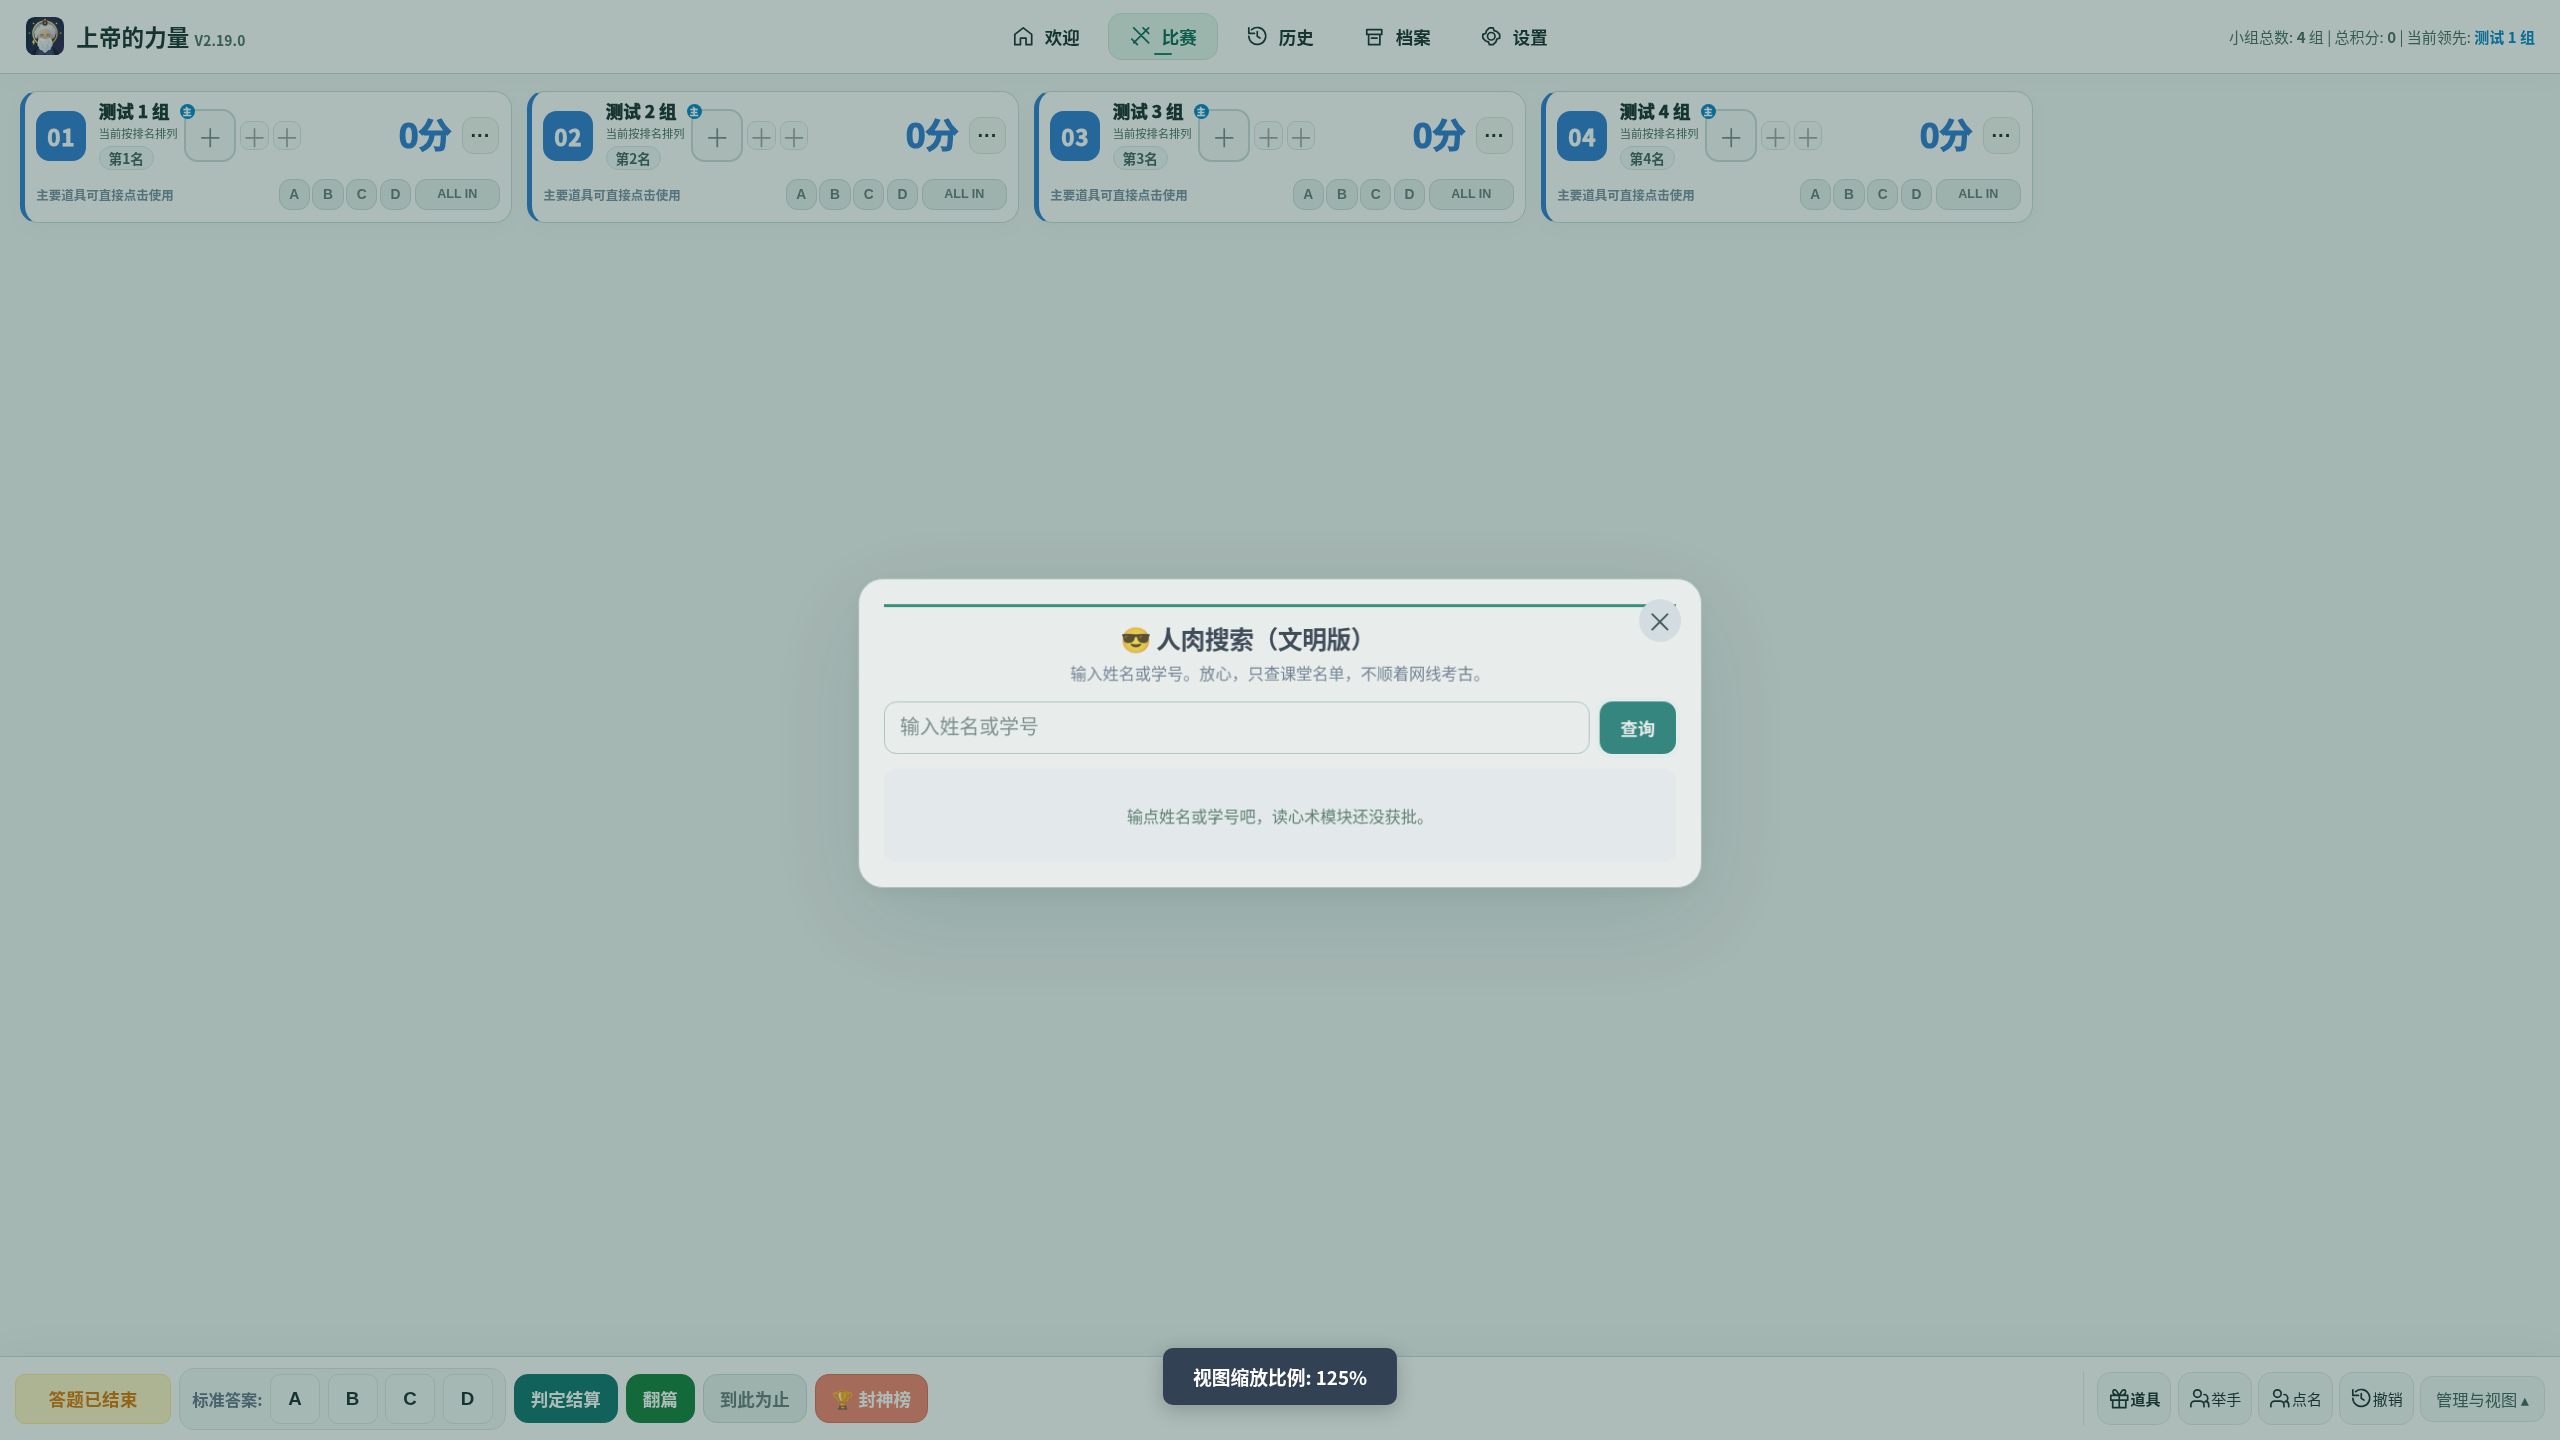 上帝的力量 V2.19.0
欢迎
比赛
历史
档案
设置
小组总数: 4 组 | 总积分: 0 | 当前领先: 测试 1 组
01
测试 1 组
当前按排名排列
第1名
主
0分
...
主要道具可直接点击使用
A B C D ALL IN
02
测试 2 组
当前按排名排列
第2名
主
0分
...
主要道具可直接点击使用
A B C D ALL IN
03
测试 3 组
当前按排名排列
第3名
主
0分
...
主要道具可直接点击使用
A B C D ALL IN
04
测试 4 组
当前按排名排列
第4名
主
0分
...
主要道具可直接点击使用
A B C D ALL IN
😎 人肉搜索（文明版）
输入姓名或学号。放心，只查课堂名单，不顺着网线考古。
输入姓名或学号
查询
输点姓名或学号吧，读心术模块还没获批。
视图缩放比例: 125%
答题已结束
标准答案: A B C D
判定结算
翻篇
到此为止
🏆 封神榜
道具
举手
点名
撤销
管理与视图 ▴